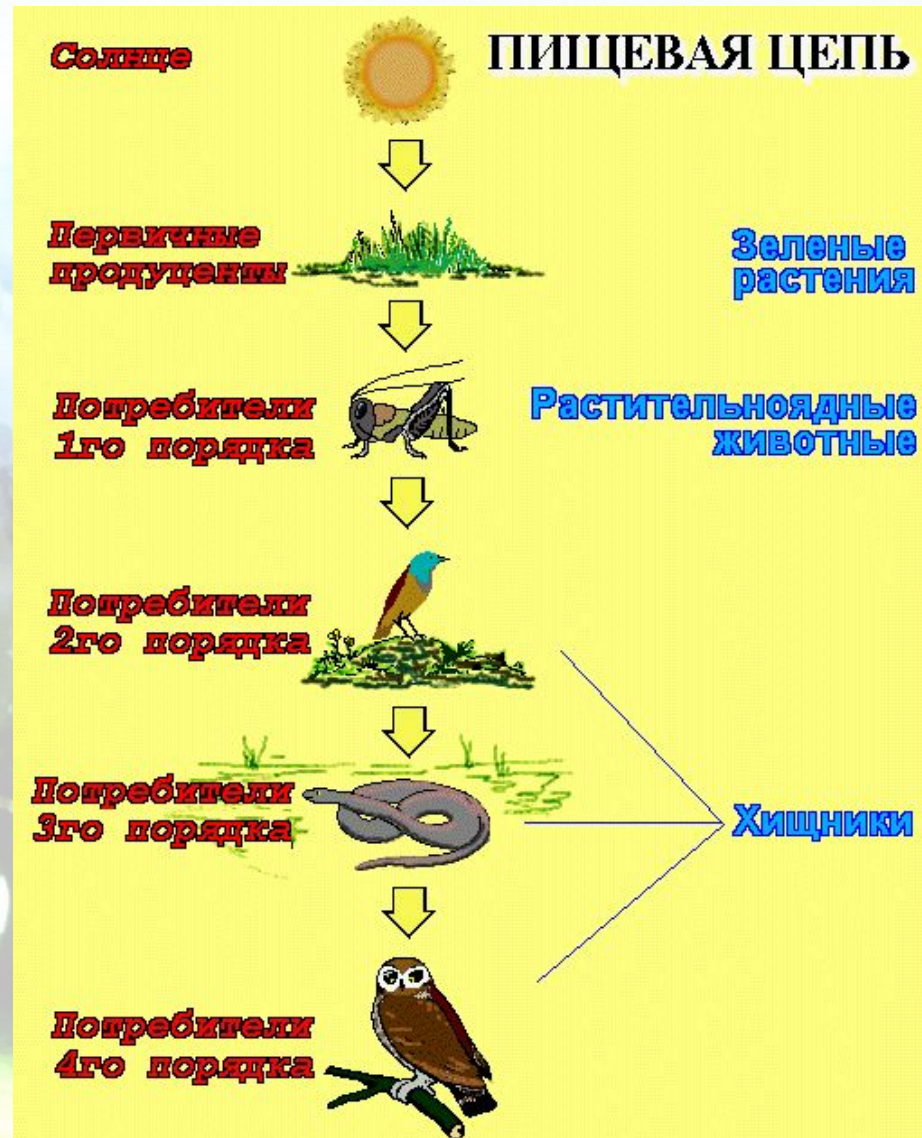 Солнце
ПИЩЕВАЯ ЦЕПЬ
Первичные
продуценты
Зеленые
растения
Потребители
1го порядка
Растительноядные
животные
Потребители
2го порядка
Потребители
3го порядка
Хищники
Потребители
4го порядка